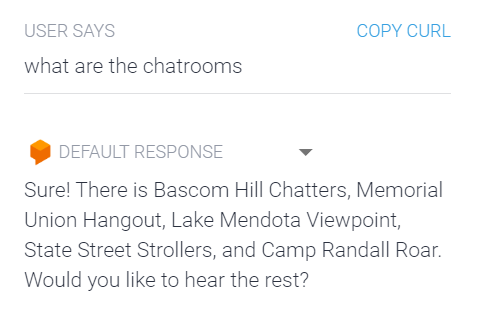 USER SAYS COPY CURL
what are the chatrooms
DEFAULT RESPONSE
Sure! There is Bascom Hill Chatters, Memorial
Union Hangout, Lake Mendota Viewpoint,
State Street Strollers, and Camp Randall Roar.
Would you like to hear the rest?